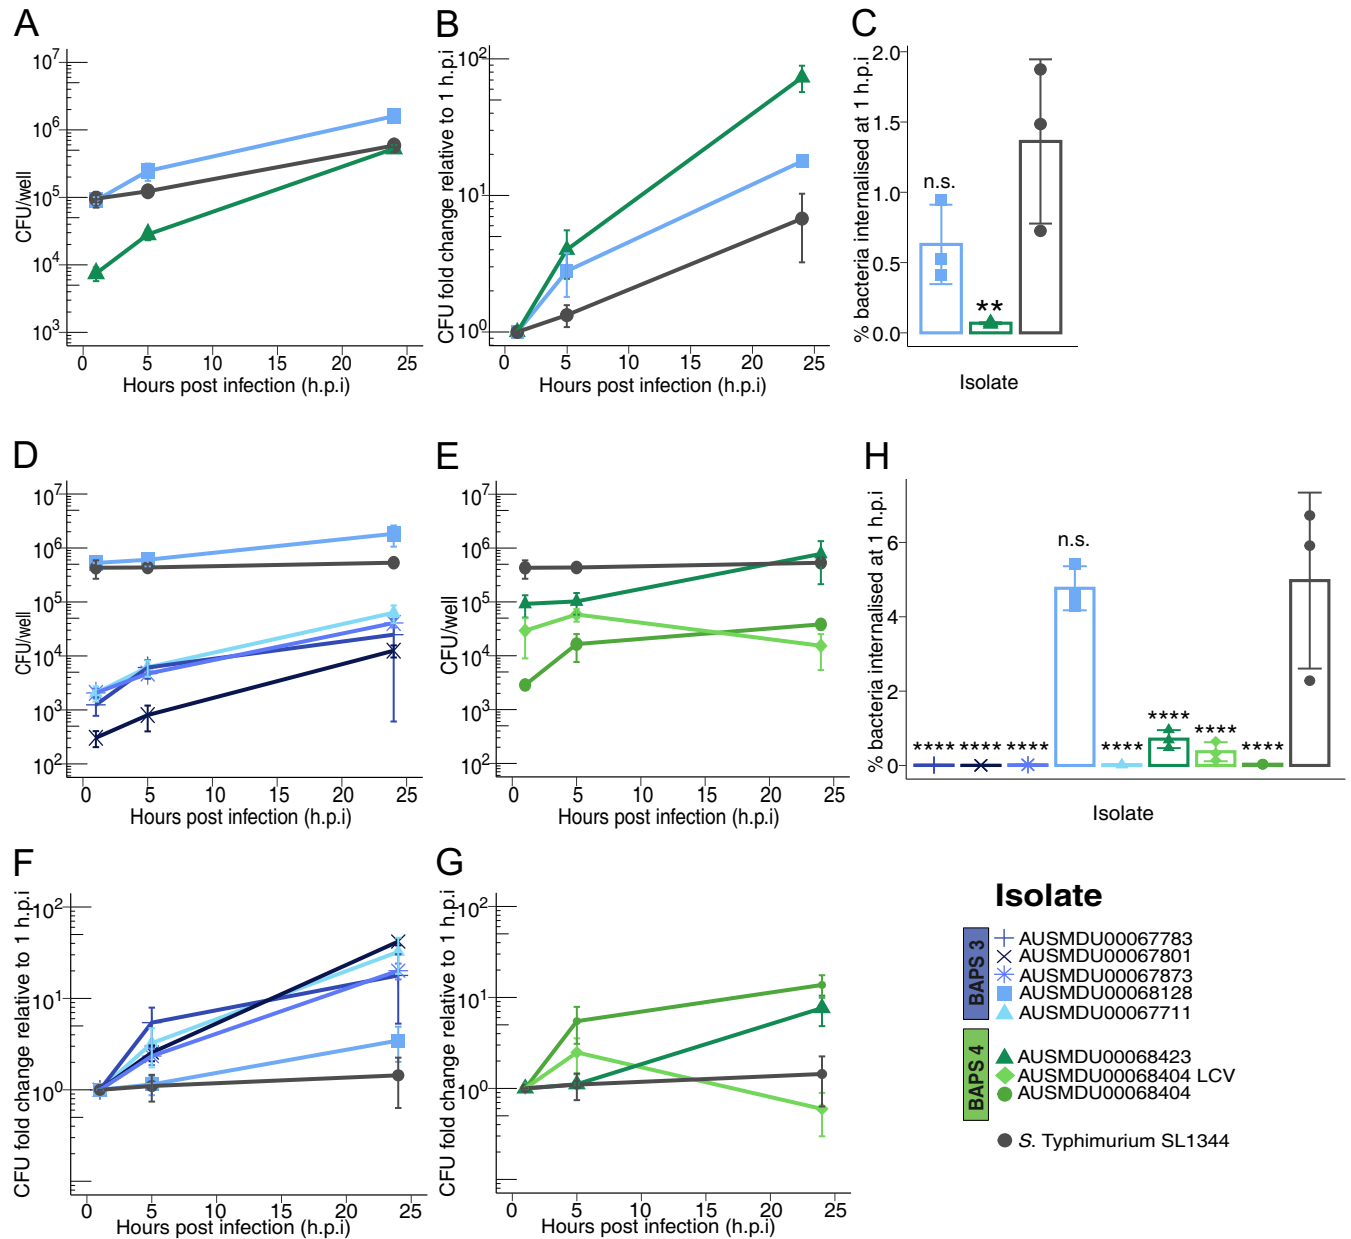 A
CFU/well
10^7
10^6
10^5
10^4
10^3
0 5 10 15 20 25
Hours post infection (h.p.i)
B
CFU fold change relative to 1 h.p.i
10^2
10^1
10^0
0 5 10 15 20 25
Hours post infection (h.p.i)
C
% bacteria internalised at 1 h.p.i
2.0
1.5
1.0
0.5
0.0
n.s.
**
Isolate
D
CFU/well
10^7
10^6
10^5
10^4
10^3
10^2
0 5 10 15 20 25
Hours post infection (h.p.i)
E
CFU/well
10^7
10^6
10^5
10^4
10^3
10^2
0 5 10 15 20 25
Hours post infection (h.p.i)
H
% bacteria internalised at 1 h.p.i
6
4
2
0
n.s.
**** **** **** **** **** **** ****
Isolate
F
CFU fold change relative to 1 h.p.i
10^2
10^1
10^0
0 5 10 15 20 25
Hours post infection (h.p.i)
G
CFU fold change relative to 1 h.p.i
10^2
10^1
10^0
0 5 10 15 20 25
Hours post infection (h.p.i)
Isolate
BAPS 3
AUSMDU00067783
AUSMDU00067801
AUSMDU00067873
AUSMDU00068128
AUSMDU00067711
BAPS 4
AUSMDU00068423
AUSMDU00068404 LCV
AUSMDU00068404
S. Typhimurium SL1344